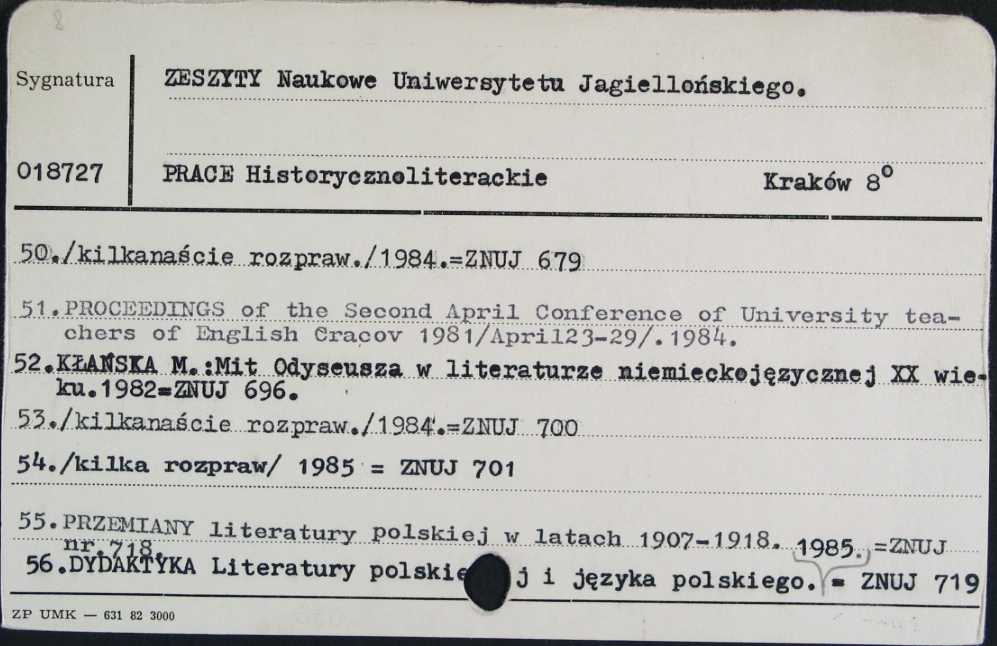 8
Sygnatura
ZESZYTY Naukowe Uniwersytetu Jagiellońskiego.
018727
PRACE Historycznoliterackie Kraków 8°
50./kilkanaście rozpraw./1984.=ZNUJ 679
51.PROCEEDINGS of the Second April Conference of University tea-
chers of English Cracov 1981/April23-29/.1984.
52.KŁAŃSKA M.:Mit Odyseusza w literaturze niemieckojęzycznej XX wie-
ku.1982=ZNUJ 696.
53./kilkanaście rozpraw./1984.=ZNUJ 700
54./kilka rozpraw/ 1985 = ZNUJ 701
55.PRZEMIANY literatury polskiej w latach 1907-1918. 1985.=ZNUJ
nr.718.
56.DYDAKTYKA Literatury polskiej i języka polskiego. = ZNUJ 719
ZP UMK — 631 82 3000